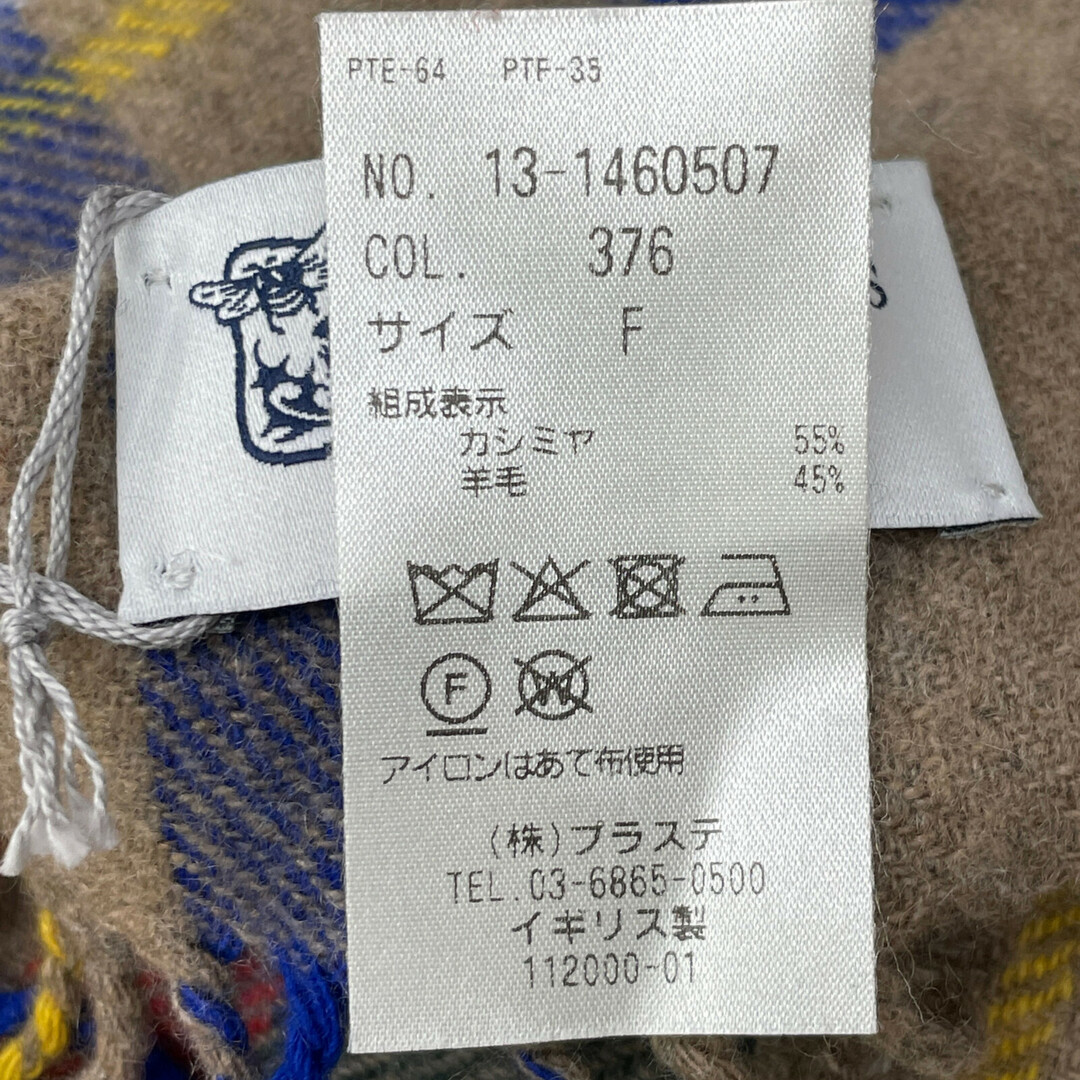 PTE-64 PTF-35
NO. 13-1460507
COL. 376
サイズ F
組成表示
カシミヤ 55%
羊毛 45%
F
W
アイロンはあて布使用
(株)プラステ
TEL.03-6865-0500
イギリス製
112000-01